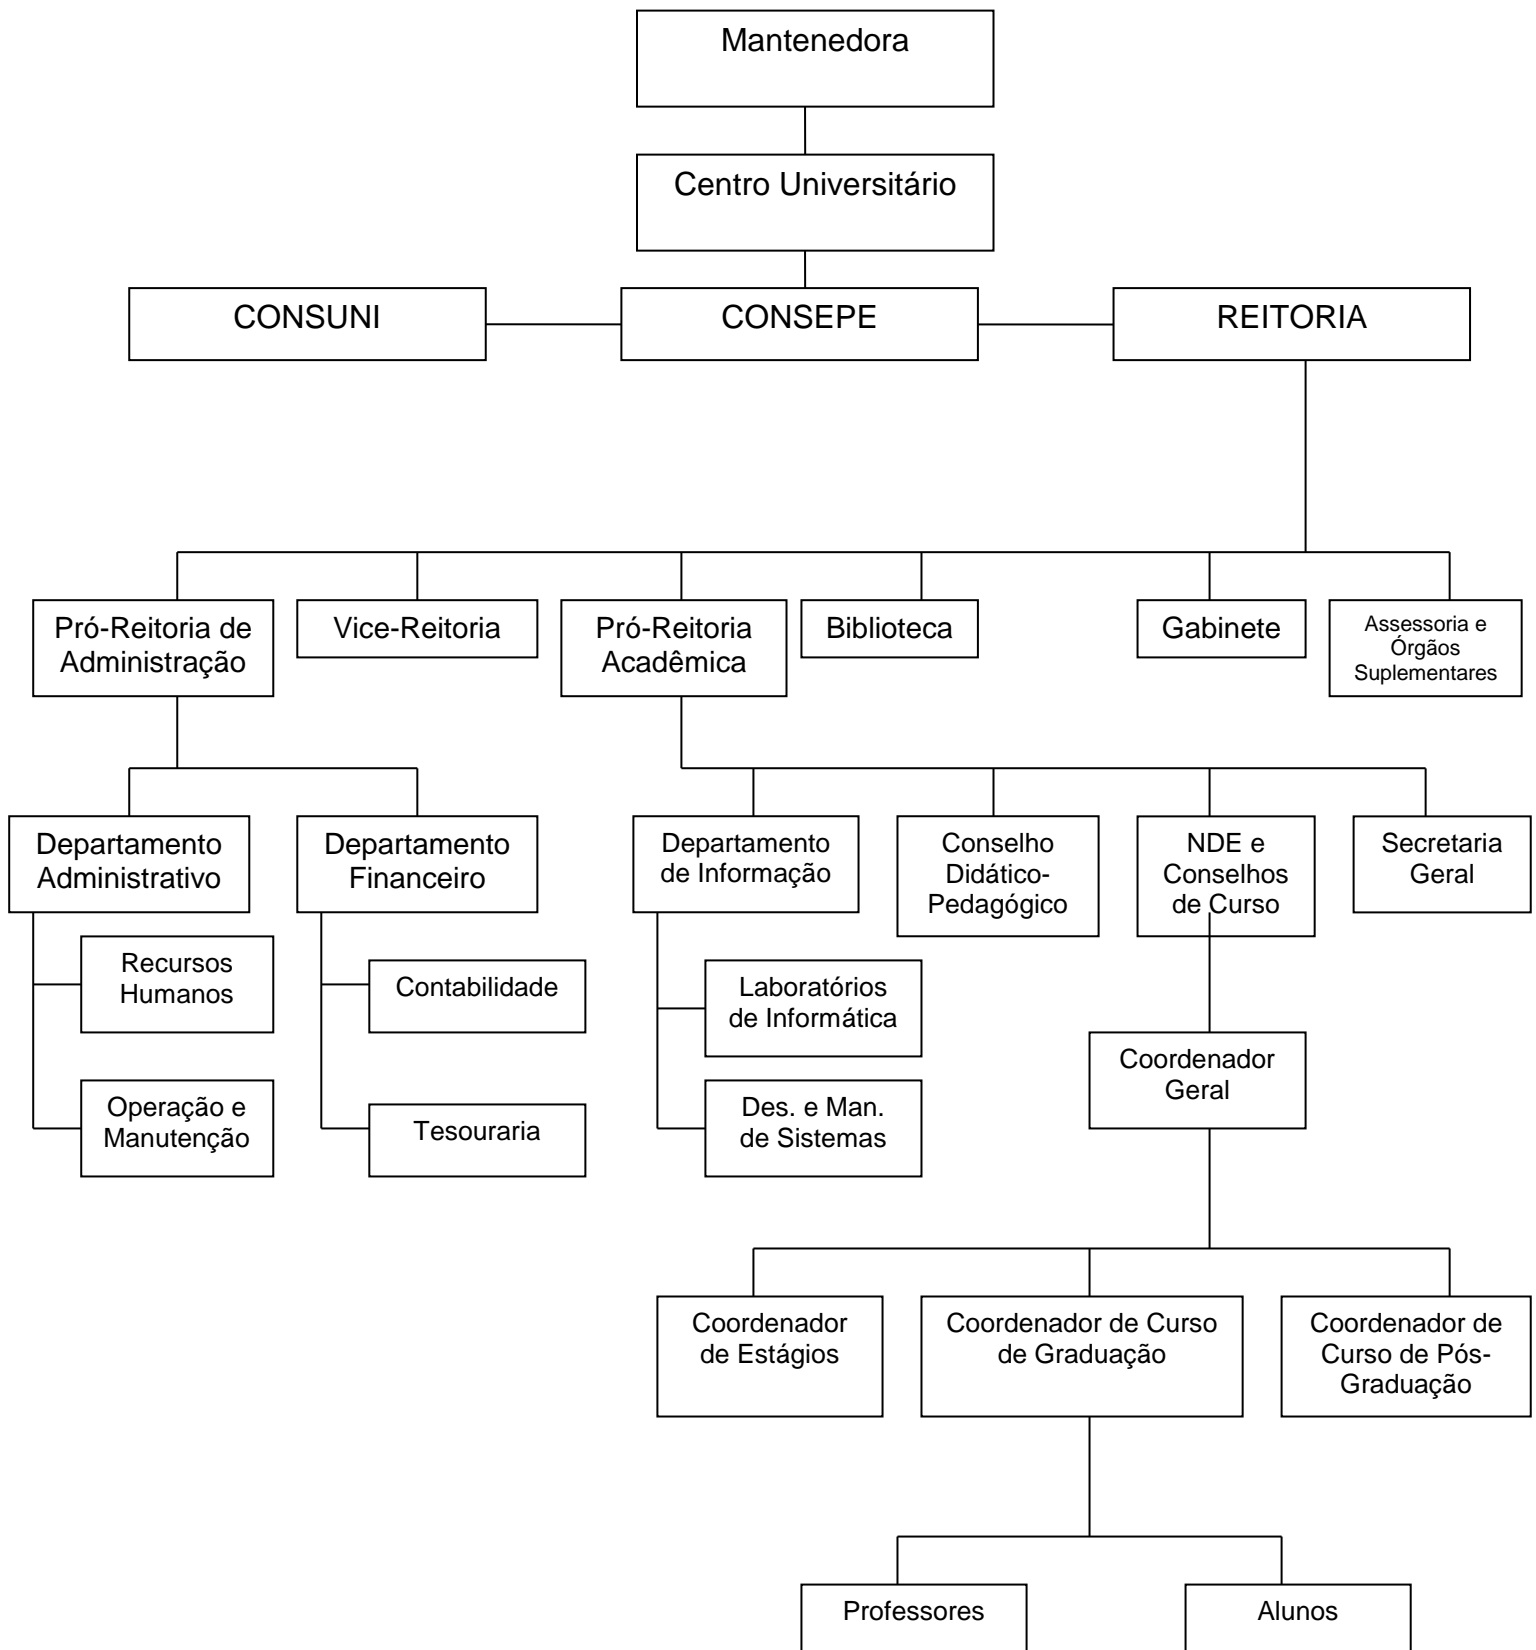 Mantenedora
Centro Universitário
CONSUNI
CONSEPE
REITORIA
Pró-Reitoria de
Administração
Vice-Reitoria
Pró-Reitoria
Acadêmica
Biblioteca
Gabinete
Assessoria e
Órgãos
Suplementares
Departamento
Administrativo
Departamento
Financeiro
Departamento
de Informação
Conselho
Didático-
Pedagógico
NDE e
Conselhos
de Curso
Secretaria
Geral
Recursos
Humanos
Contabilidade
Laboratórios
de Informática
Coordenador
Geral
Operação e
Manutenção
Tesouraria
Des. e Man.
de Sistemas
Coordenador
de Estágios
Coordenador de Curso
de Graduação
Coordenador de
Curso de Pós-
Graduação
Professores
Alunos